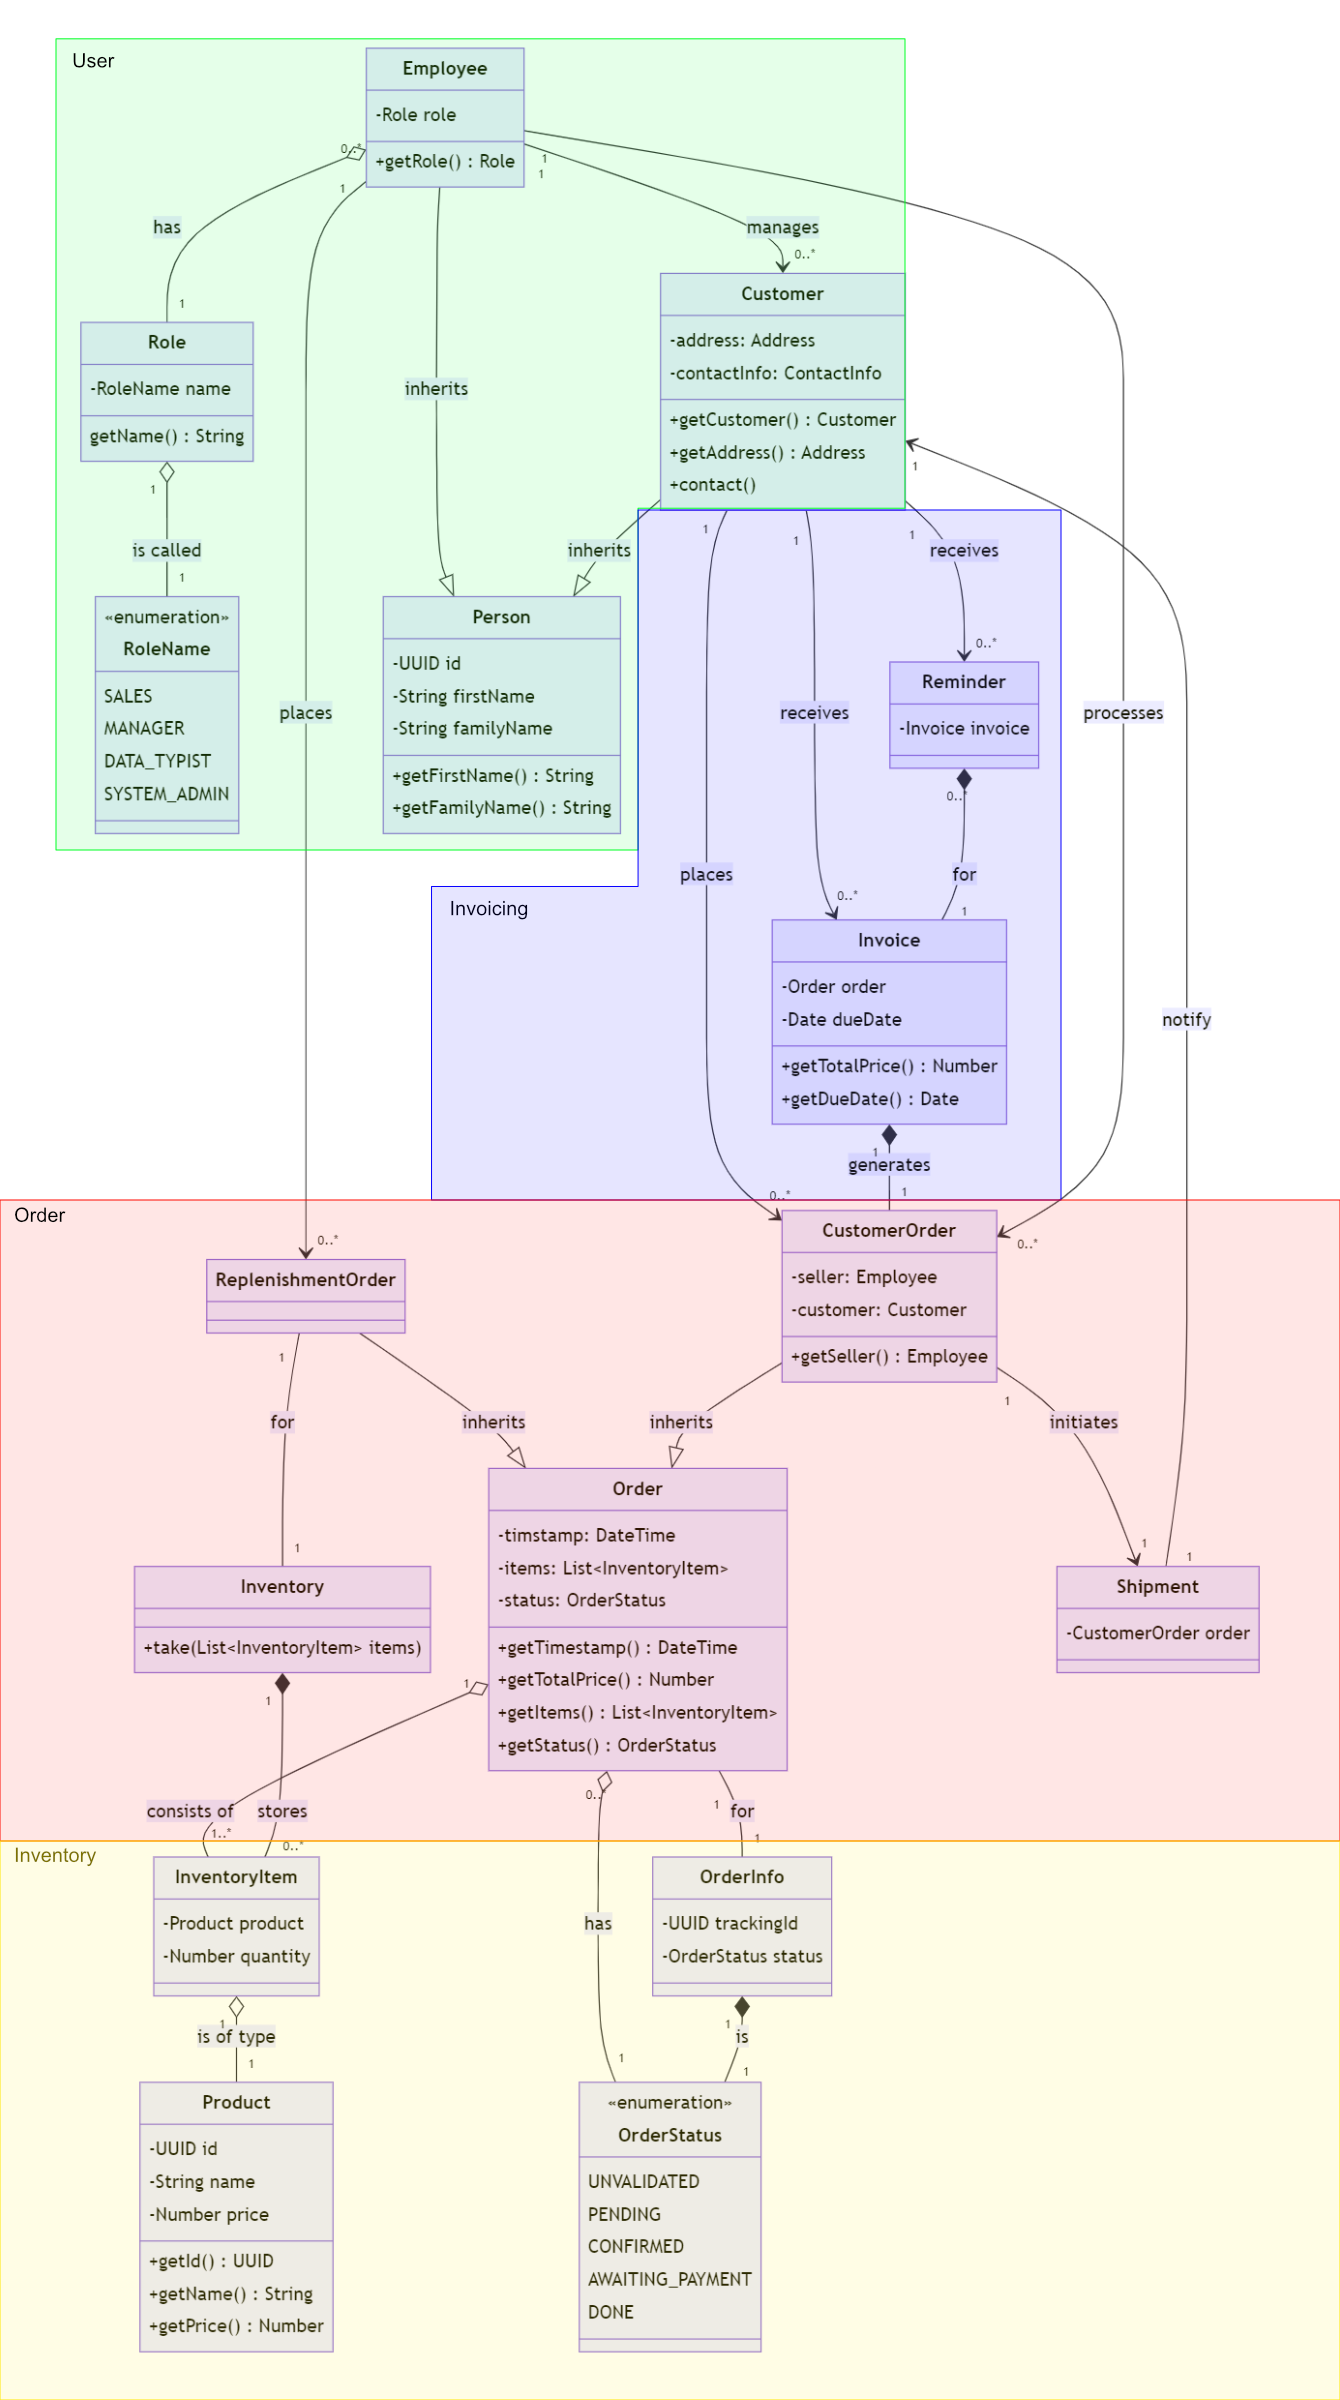 User
Employee
-Role role
+getRole() : Role
0..*
1
1
1
has
manages
0..*
1
Customer
-address: Address
-contactInfo: ContactInfo
+getCustomer() : Customer
+getAddress() : Address
+contact()
Role
-RoleName name
getName() : String
inherits
1
1
is called
1
1
1
1
inherits
receives
«enumeration»
RoleName
SALES
MANAGER
DATA_TYPIST
SYSTEM_ADMIN
Person
-UUID id
-String firstName
-String familyName
+getFirstName() : String
+getFamilyName() : String
0..*
Reminder
-Invoice invoice
places
receives
processes
0..*
places
for
0..*
1
Invoicing
Invoice
-Order order
-Date dueDate
+getTotalPrice() : Number
+getDueDate() : Date
notify
1
generates
1
0..*
Order
0..*
0..*
CustomerOrder
-seller: Employee
-customer: Customer
+getSeller() : Employee
ReplenishmentOrder
1
1
for
inherits
inherits
initiates
Order
-timstamp: DateTime
-items: List<InventoryItem>
-status: OrderStatus
+getTimestamp() : DateTime
+getTotalPrice() : Number
+getItems() : List<InventoryItem>
+getStatus() : OrderStatus
1
1
1
Inventory
+take(List<InventoryItem> items)
Shipment
-CustomerOrder order
1
1
0..*
1
consists of
stores
for
1..*
0..*
1
Inventory
InventoryItem
-Product product
-Number quantity
has
OrderInfo
-UUID trackingId
-OrderStatus status
1
is of type
1
1
is
1
1
Product
-UUID id
-String name
-Number price
+getId() : UUID
+getName() : String
+getPrice() : Number
«enumeration»
OrderStatus
UNVALIDATED
PENDING
CONFIRMED
AWAITING_PAYMENT
DONE